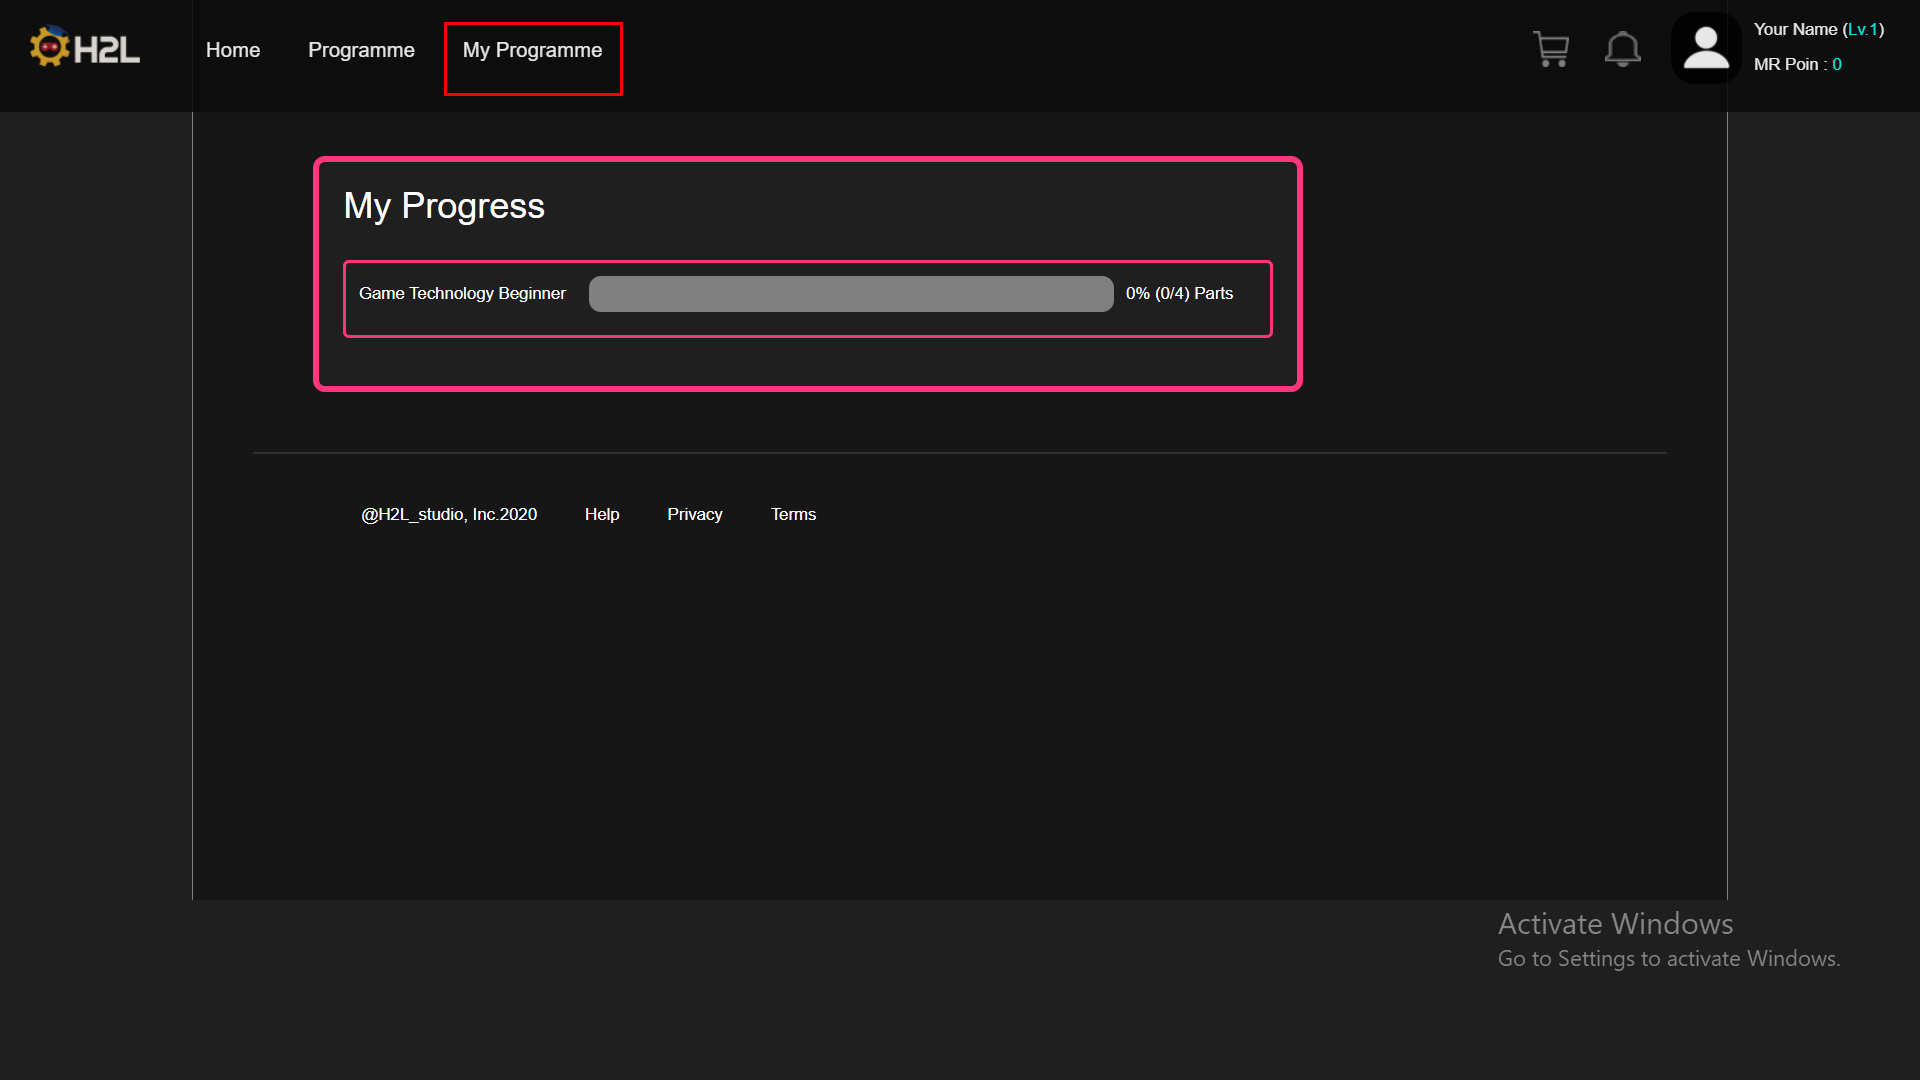 H2L
Home
Programme
My Programme
Your Name (Lv.1)
MR Poin : 0
My Progress
Game Technology Beginner
0% (0/4) Parts
@H2L_studio, Inc.2020
Help
Privacy
Terms
Activate Windows
Go to Settings to activate Windows.